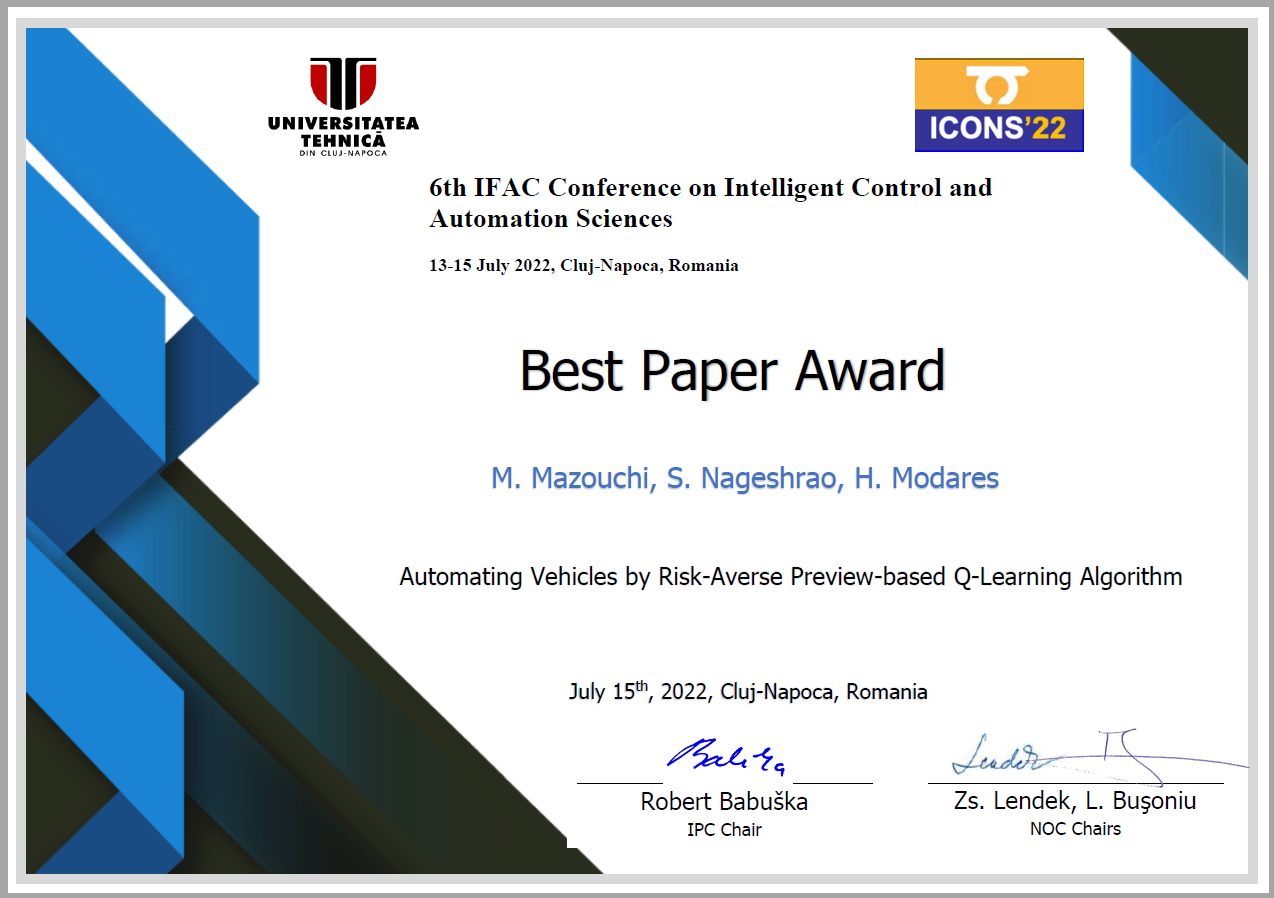 UNIVERSITATEA
TEHNICĂ
DIN CLUJ-NAPOCA
ICONS'22
6th IFAC Conference on Intelligent Control and
Automation Sciences
13-15 July 2022, Cluj-Napoca, Romania
Best Paper Award
M. Mazouchi, S. Nageshrao, H. Modares
Automating Vehicles by Risk-Averse Preview-based Q-Learning Algorithm
July 15th, 2022, Cluj-Napoca, Romania
Lendek
Robert Babuška
IPC Chair
Zs. Lendek, L. Buşoniu
NOC Chairs